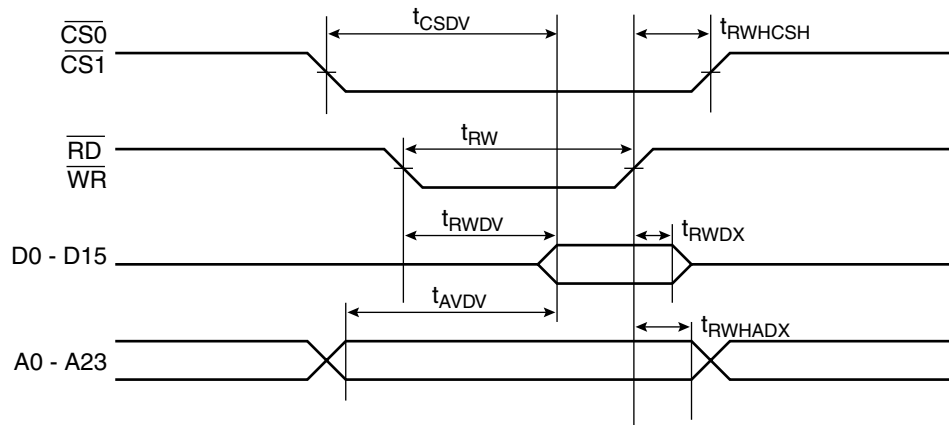 CS0
CS1
tCSDV
tRWHCSH
RD
WR
tRW
D0 - D15
tRWDV
tRWDX
A0 - A23
tAVDV
tRWHADX